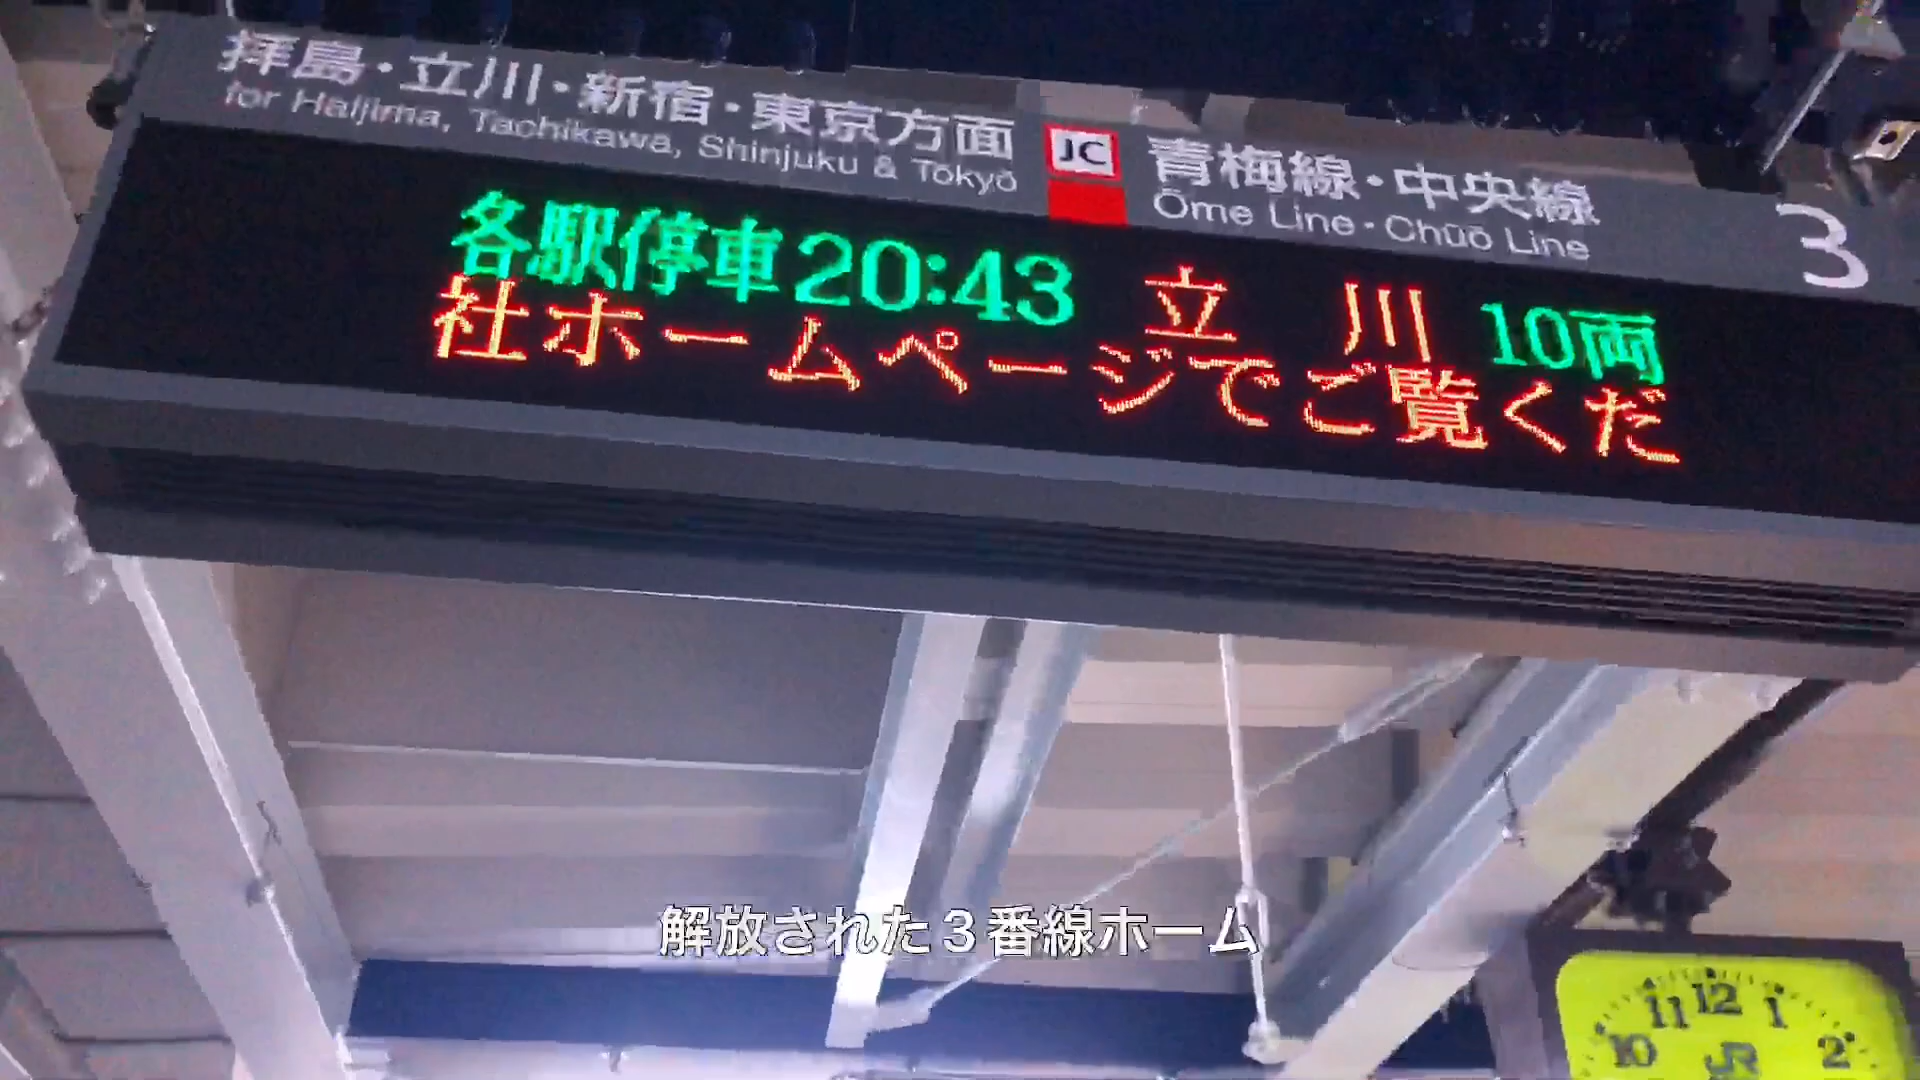 拝島・立川・新宿・東京方面
for Haijima, Tachikawa, Shinjuku & Tōkyō
JC
青梅線・中央線
Ōme Line・Chūō Line
3
各駅停車 20:43 立川 10両
社ホームページでご覧くだ
解放された３番線ホーム
10 11 12 1 2
JR